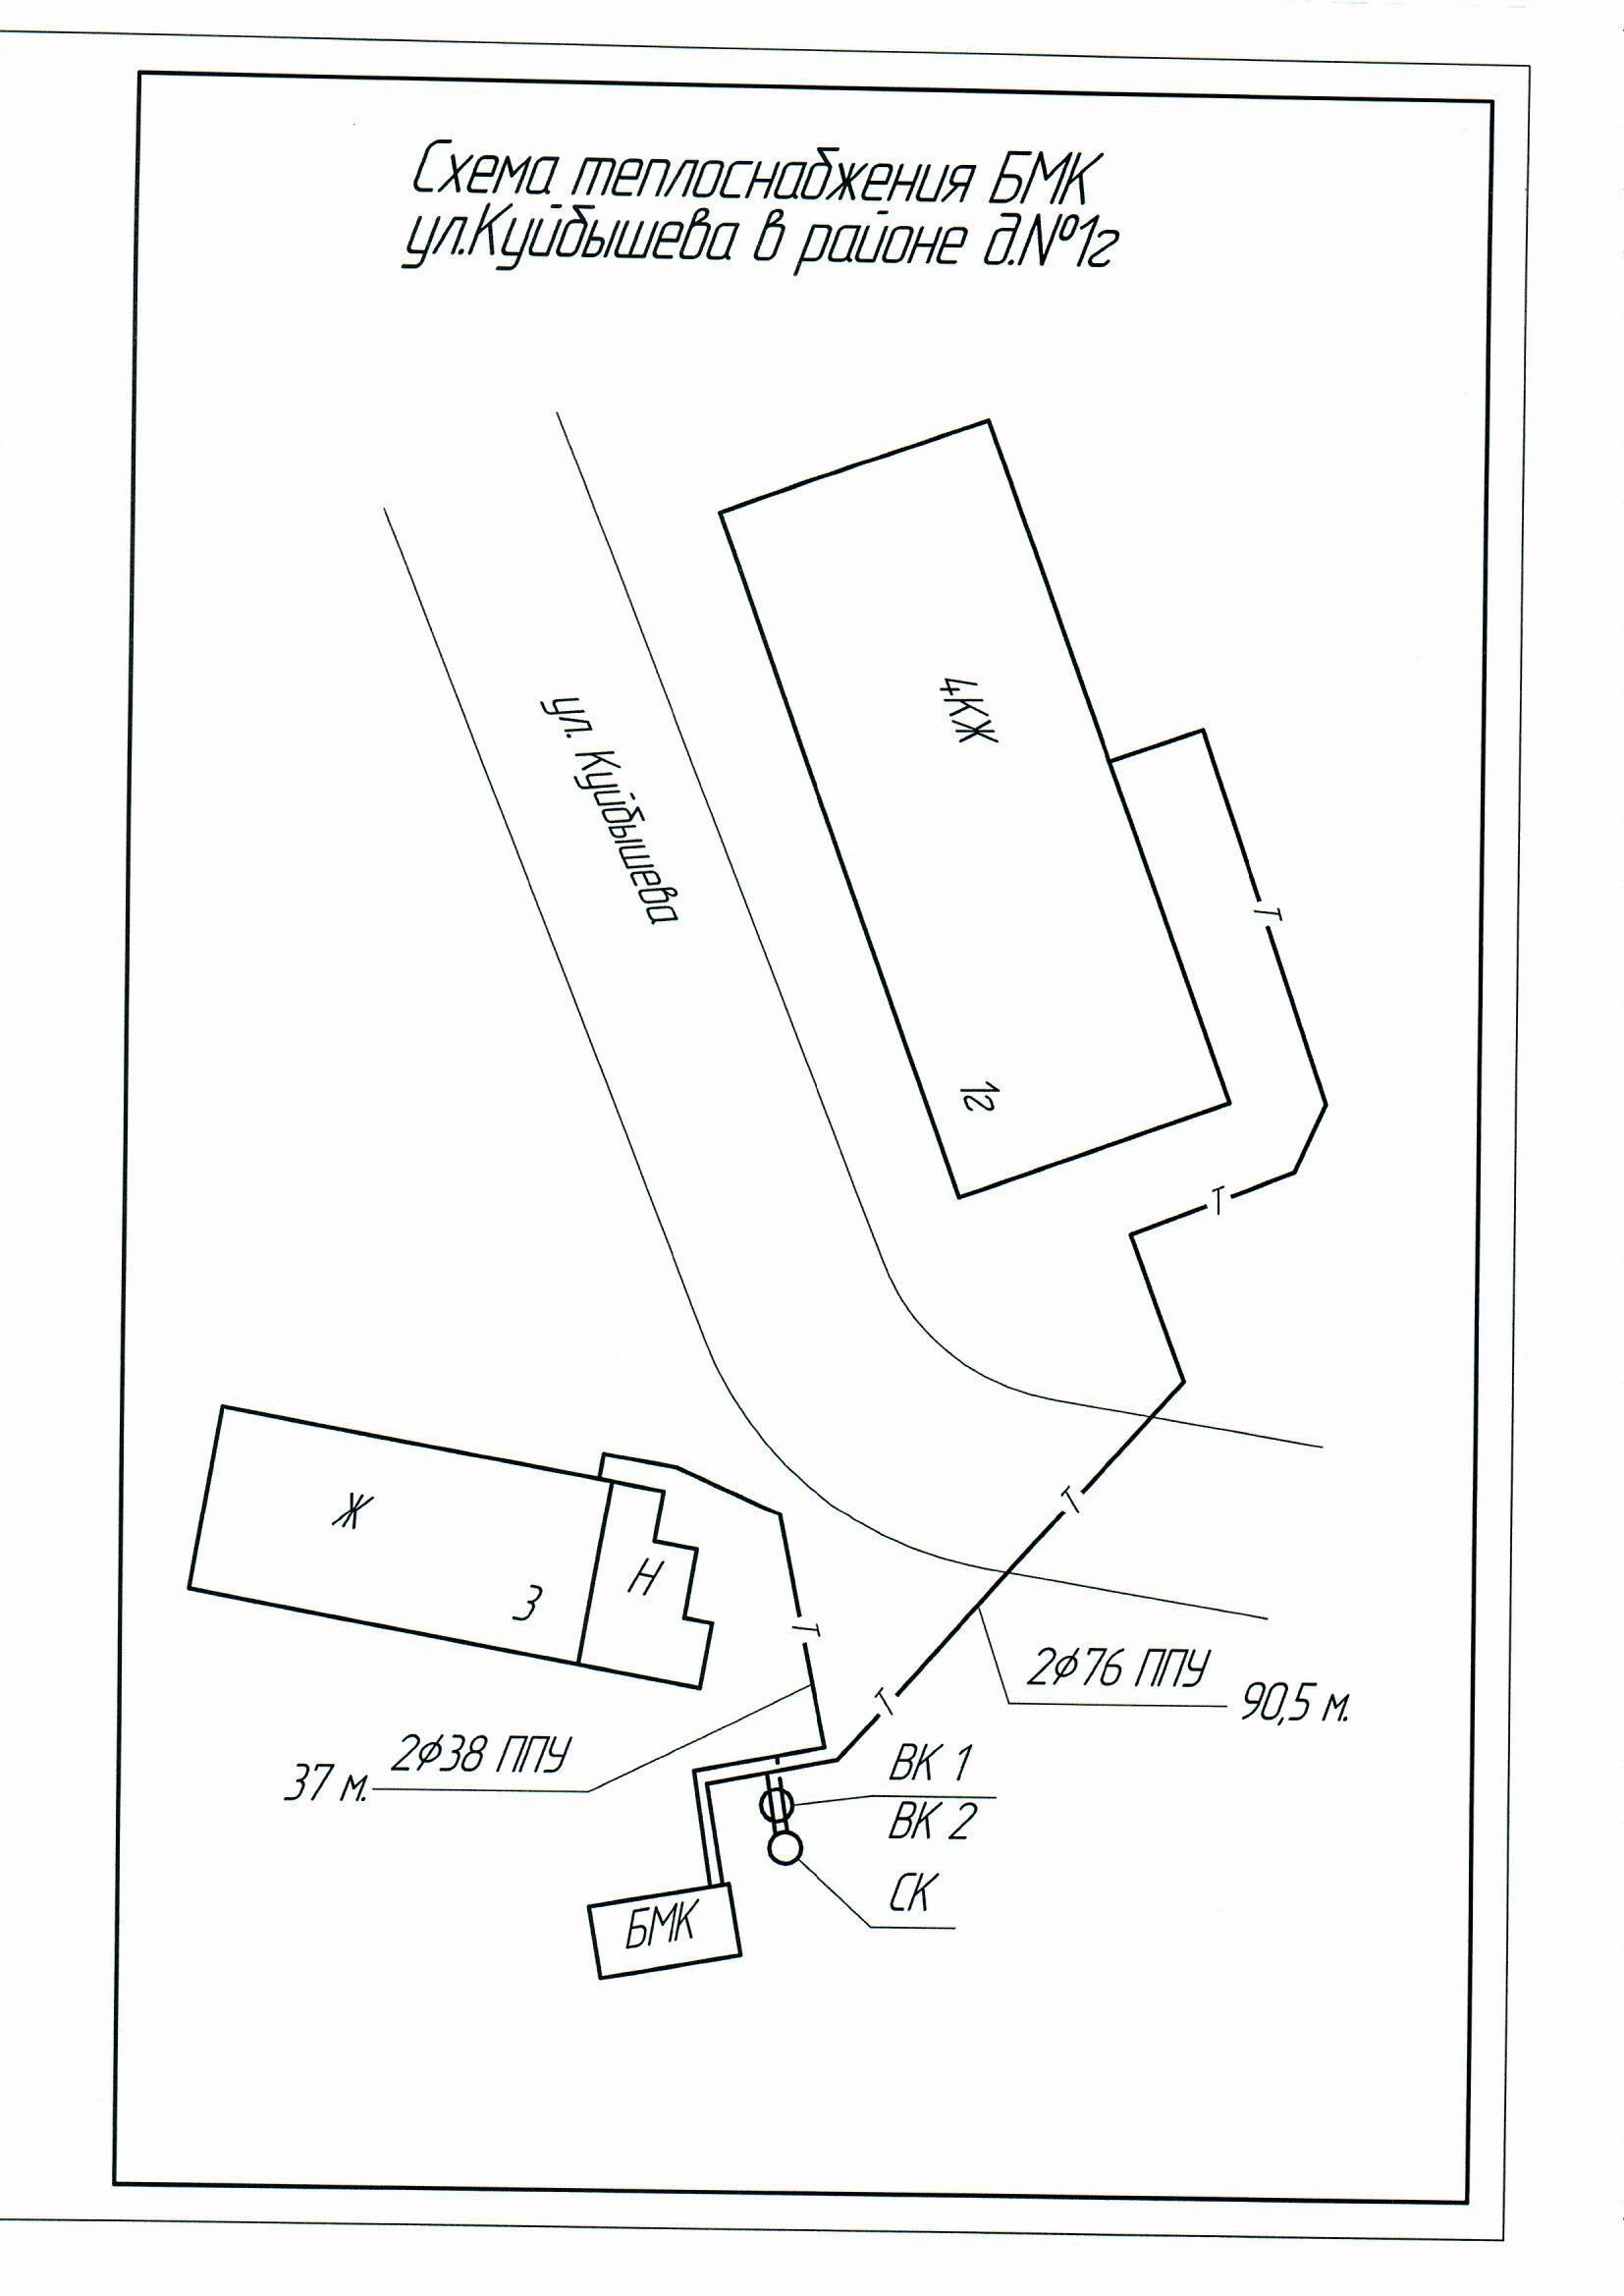 Схема теплоснабжения БМК
ул.Куйбышева в районе д.№1г
4КЖ
ул. Куйбышева
Т
1г
Т
Т
Ж
З
Н
Т
2ф76 ППУ
90,5 м.
Т
2ф38 ППУ
37 м.
ВК 1
ВК 2
СК
БМК